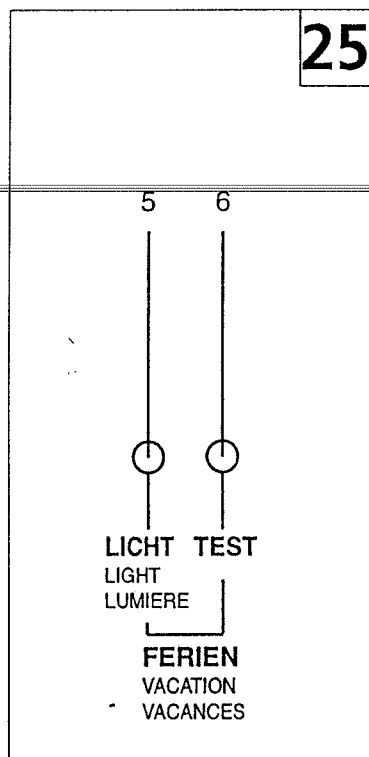 25
5 6
LICHT TEST
LIGHT
LUMIERE
FERIEN
VACATION
VACANCES